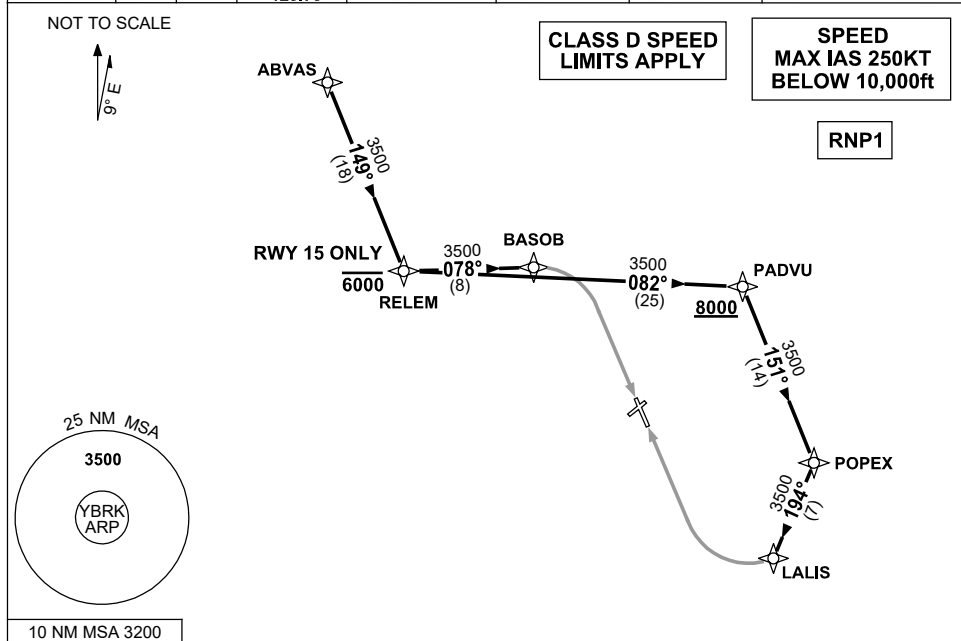 NOT TO SCALE
9° E
CLASS D SPEED
LIMITS APPLY
SPEED
MAX IAS 250KT
BELOW 10,000ft
RNP1
ABVAS
3500
149°
(18)
RWY 15 ONLY
6000
RELEM
3500
078°
(8)
BASOB
3500
082°
(25)
PADVU
8000
3500
151°
(14)
POPEX
3500
194°
(7)
LALIS
25 NM MSA
3500
YBRK
ARP
10 NM MSA 3200